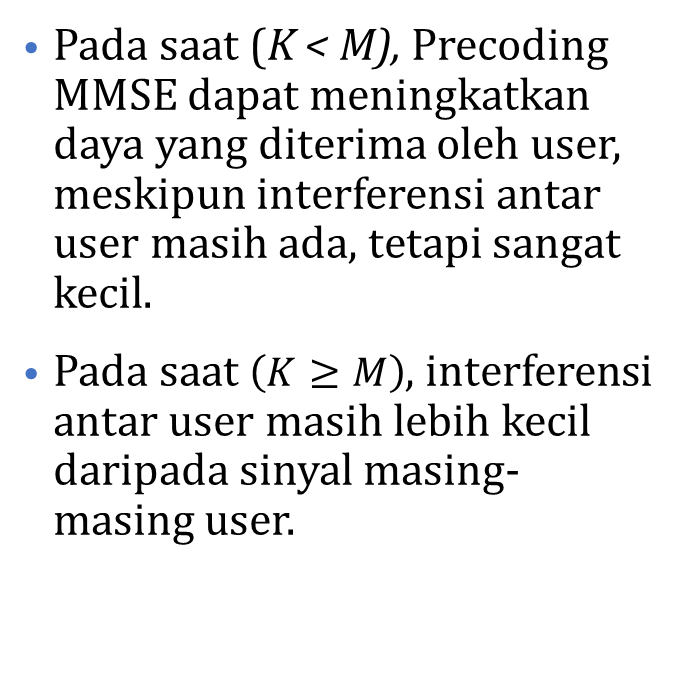 • Pada saat (K < M), Precoding
MMSE dapat meningkatkan
daya yang diterima oleh user,
meskipun interferensi antar
user masih ada, tetapi sangat
kecil.
• Pada saat (K ≥ M), interferensi
antar user masih lebih kecil
daripada sinyal masing-
masing user.